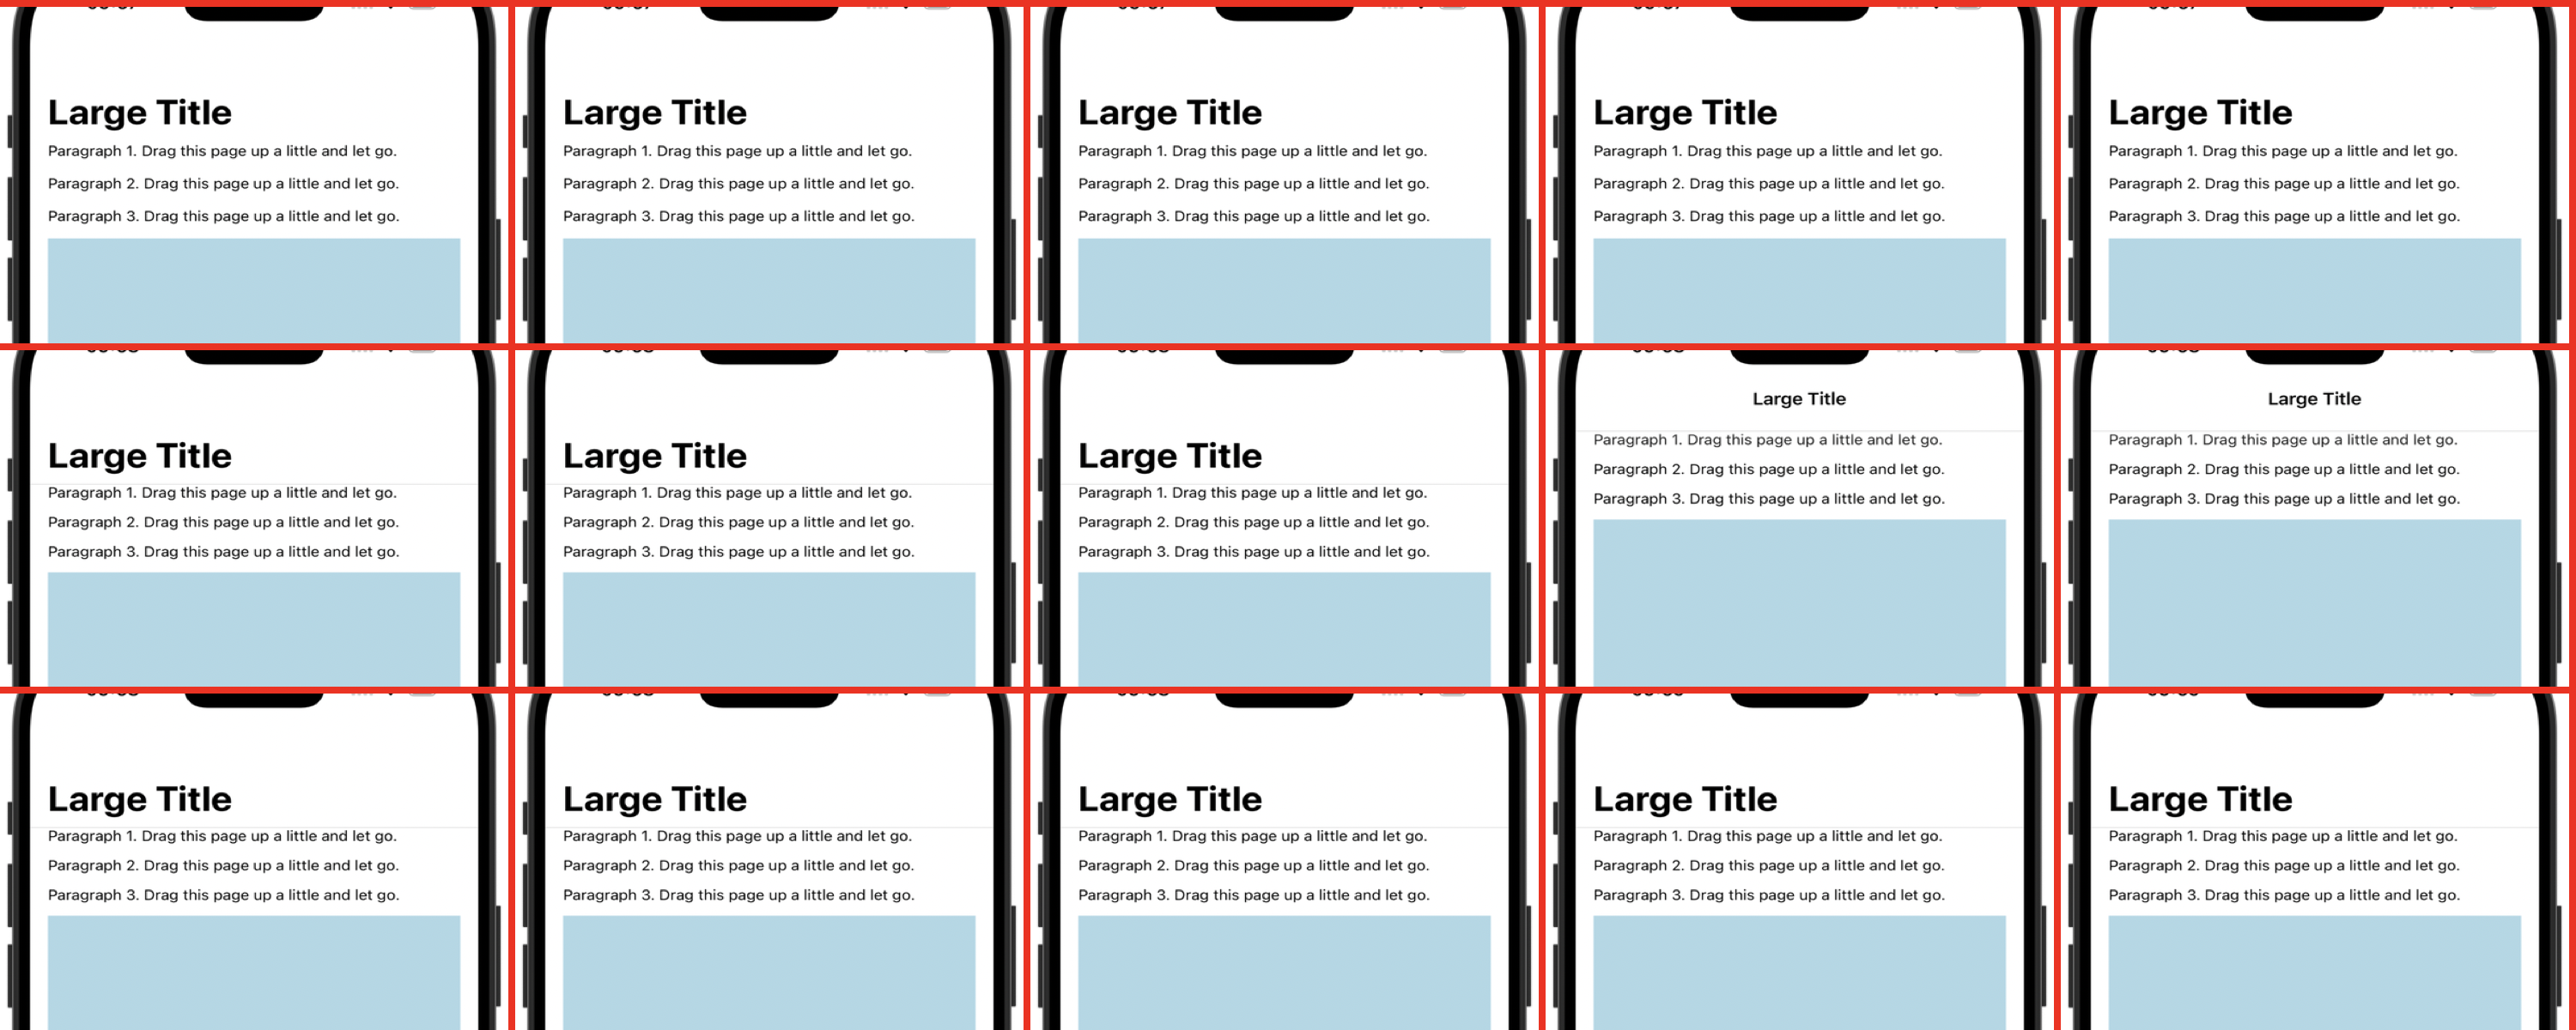 Large Title Large Title Large Title Large Title Large Title
Paragraph 1. Drag this page up a little and let go. Paragraph 1. Drag this page up a little and let go. Paragraph 1. Drag this page up a little and let go. Paragraph 1. Drag this page up a little and let go. Paragraph 1. Drag this page up a little and let go.
Paragraph 2. Drag this page up a little and let go. Paragraph 2. Drag this page up a little and let go. Paragraph 2. Drag this page up a little and let go. Paragraph 2. Drag this page up a little and let go. Paragraph 2. Drag this page up a little and let go.
Paragraph 3. Drag this page up a little and let go. Paragraph 3. Drag this page up a little and let go. Paragraph 3. Drag this page up a little and let go. Paragraph 3. Drag this page up a little and let go. Paragraph 3. Drag this page up a little and let go.
Large Title Large Title Large Title Large Title Large Title
Paragraph 1. Drag this page up a little and let go. Paragraph 1. Drag this page up a little and let go. Paragraph 1. Drag this page up a little and let go. Paragraph 1. Drag this page up a little and let go. Paragraph 1. Drag this page up a little and let go.
Paragraph 2. Drag this page up a little and let go. Paragraph 2. Drag this page up a little and let go. Paragraph 2. Drag this page up a little and let go. Paragraph 2. Drag this page up a little and let go. Paragraph 2. Drag this page up a little and let go.
Paragraph 3. Drag this page up a little and let go. Paragraph 3. Drag this page up a little and let go. Paragraph 3. Drag this page up a little and let go. Paragraph 3. Drag this page up a little and let go. Paragraph 3. Drag this page up a little and let go.
Large Title Large Title Large Title Large Title Large Title
Paragraph 1. Drag this page up a little and let go. Paragraph 1. Drag this page up a little and let go. Paragraph 1. Drag this page up a little and let go. Paragraph 1. Drag this page up a little and let go. Paragraph 1. Drag this page up a little and let go.
Paragraph 2. Drag this page up a little and let go. Paragraph 2. Drag this page up a little and let go. Paragraph 2. Drag this page up a little and let go. Paragraph 2. Drag this page up a little and let go. Paragraph 2. Drag this page up a little and let go.
Paragraph 3. Drag this page up a little and let go. Paragraph 3. Drag this page up a little and let go. Paragraph 3. Drag this page up a little and let go. Paragraph 3. Drag this page up a little and let go. Paragraph 3. Drag this page up a little and let go.